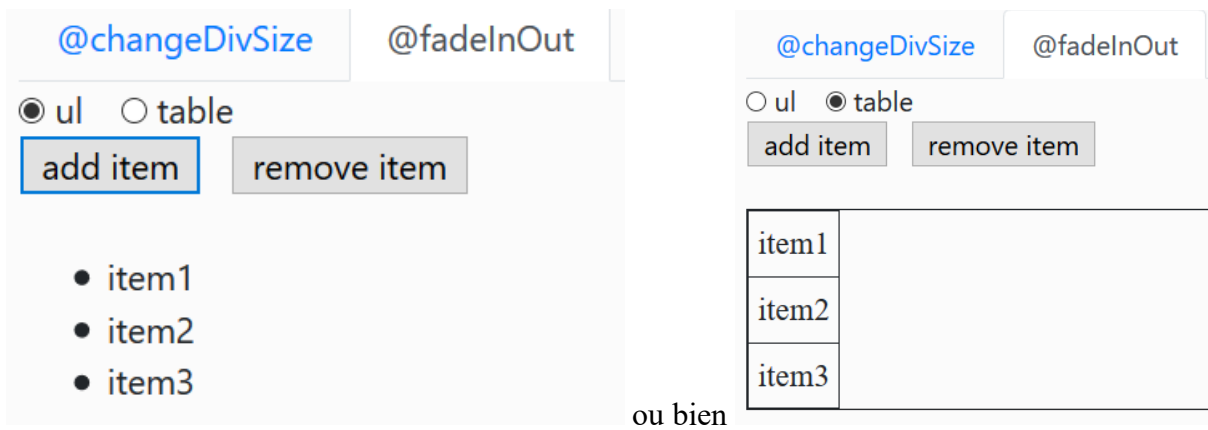 @changeDivSize @fadeInOut
ul table
add item remove item
item1
item2
item3
ou bien
@changeDivSize @fadeInOut
ul table
add item remove item
item1
item2
item3